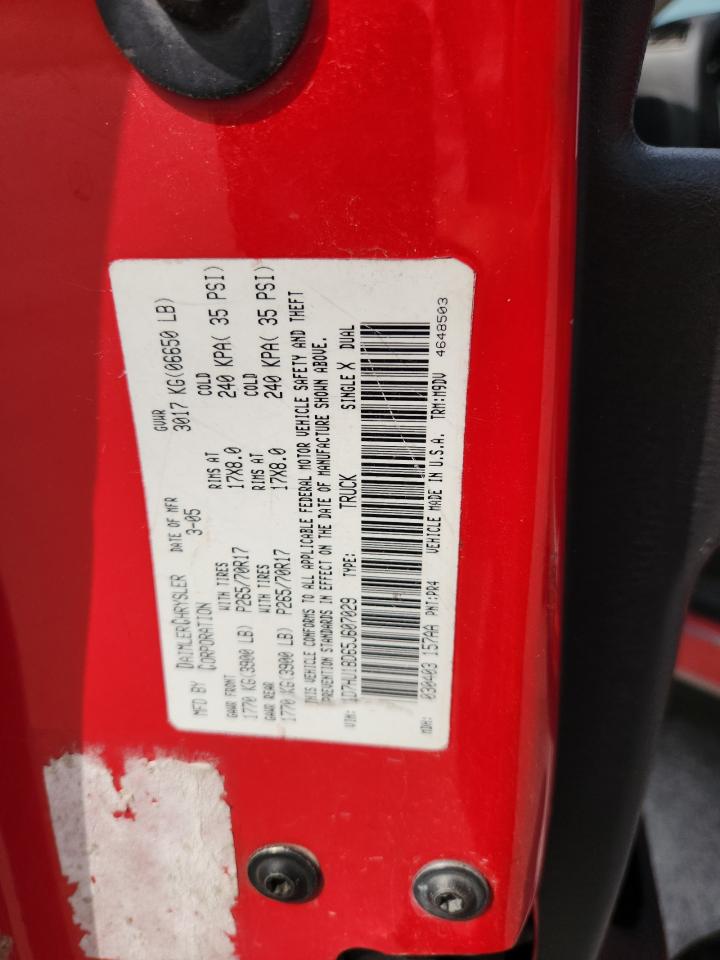 MFD BY DAIMLERCHRYSLER CORPORATION
DATE OF MFR 3-05
GVWR 3017 KG(06650 LB)
GAWR FRONT WITH TIRES RIMS AT COLD
1770 KG(3900 LB) P265/70R17 17X8.0 240 KPA( 35 PSI)
GAWR REAR WITH TIRES RIMS AT COLD
1770 KG(3900 LB) P265/70R17 17X8.0 240 KPA( 35 PSI)
THIS VEHICLE CONFORMS TO ALL APPLICABLE FEDERAL MOTOR VEHICLE SAFETY AND THEFT
PREVENTION STANDARDS IN EFFECT ON THE DATE OF MANUFACTURE SHOWN ABOVE.
VIN: 1D7HU18D65J607029 TYPE: TRUCK SINGLE X DUAL
MDH: 030403 157AA PNT:PR4 VEHICLE MADE IN U.S.A. TRM:M9DV
4648503